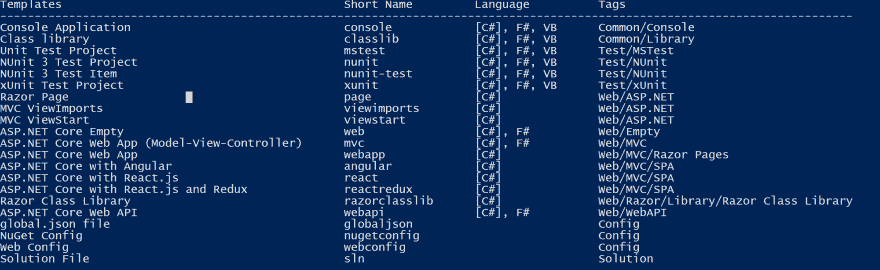 Templates Short Name Language Tags
----------------------------------------------------------------------------------------------------
Console Application console [C#], F#, VB Common/Console
Class library classlib [C#], F#, VB Common/Library
Unit Test Project mstest [C#], F#, VB Test/MSTest
NUnit 3 Test Project nunit [C#], F#, VB Test/NUnit
NUnit 3 Test Item nunit-test [C#], F#, VB Test/NUnit
xUnit Test Project xunit [C#], F#, VB Test/xUnit
Razor Page page [C#] Web/ASP.NET
MVC ViewImports viewimports [C#] Web/ASP.NET
MVC ViewStart viewstart [C#] Web/ASP.NET
ASP.NET Core Empty web [C#], F# Web/Empty
ASP.NET Core Web App (Model-View-Controller) mvc [C#], F# Web/MVC
ASP.NET Core Web App webapp [C#] Web/MVC/Razor Pages
ASP.NET Core with Angular angular [C#] Web/MVC/SPA
ASP.NET Core with React.js react [C#] Web/MVC/SPA
ASP.NET Core with React.js and Redux reactredux [C#] Web/MVC/SPA
Razor Class Library razorclasslib [C#] Web/Razor/Library/Razor Class Library
ASP.NET Core Web API webapi [C#], F# Web/WebAPI
global.json file globaljson Config
NuGet Config nugetconfig Config
Web Config webconfig Config
Solution File sln Solution